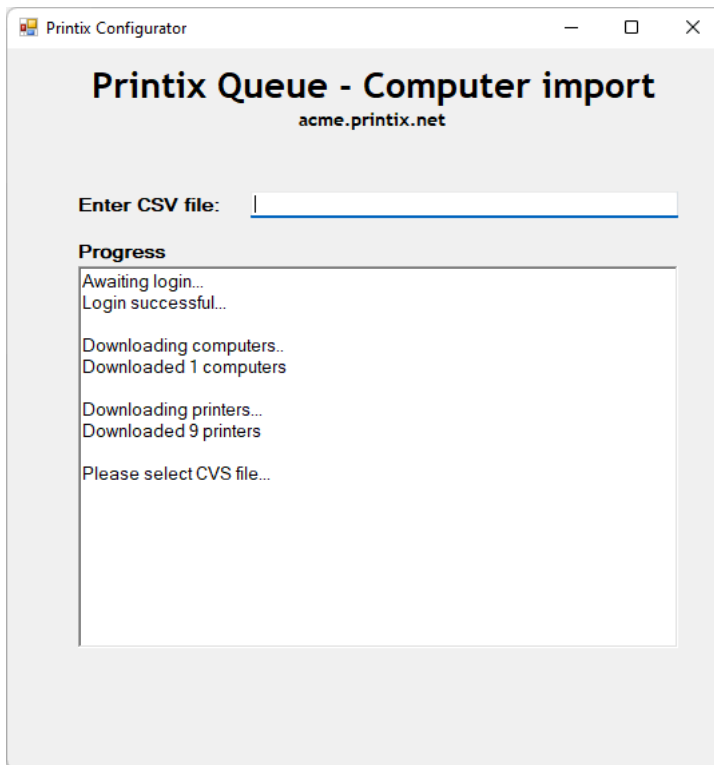 Printix Configurator
Printix Queue - Computer import
acme.printix.net
Enter CSV file:
Progress
Awaiting login...
Login successful...
Downloading computers..
Downloaded 1 computers
Downloading printers...
Downloaded 9 printers
Please select CVS file...